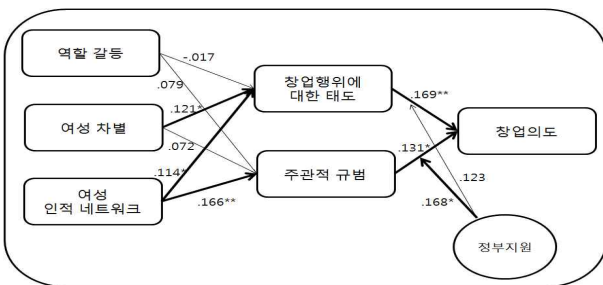 역할 갈등
-.017
창업행위에
대한 태도
.079
.169**
.121*
여성 차별
창업의도
.072
.131*
.114*
주관적 규범
.123
여성
인적 네트워크
.166**
.168*
정부지원